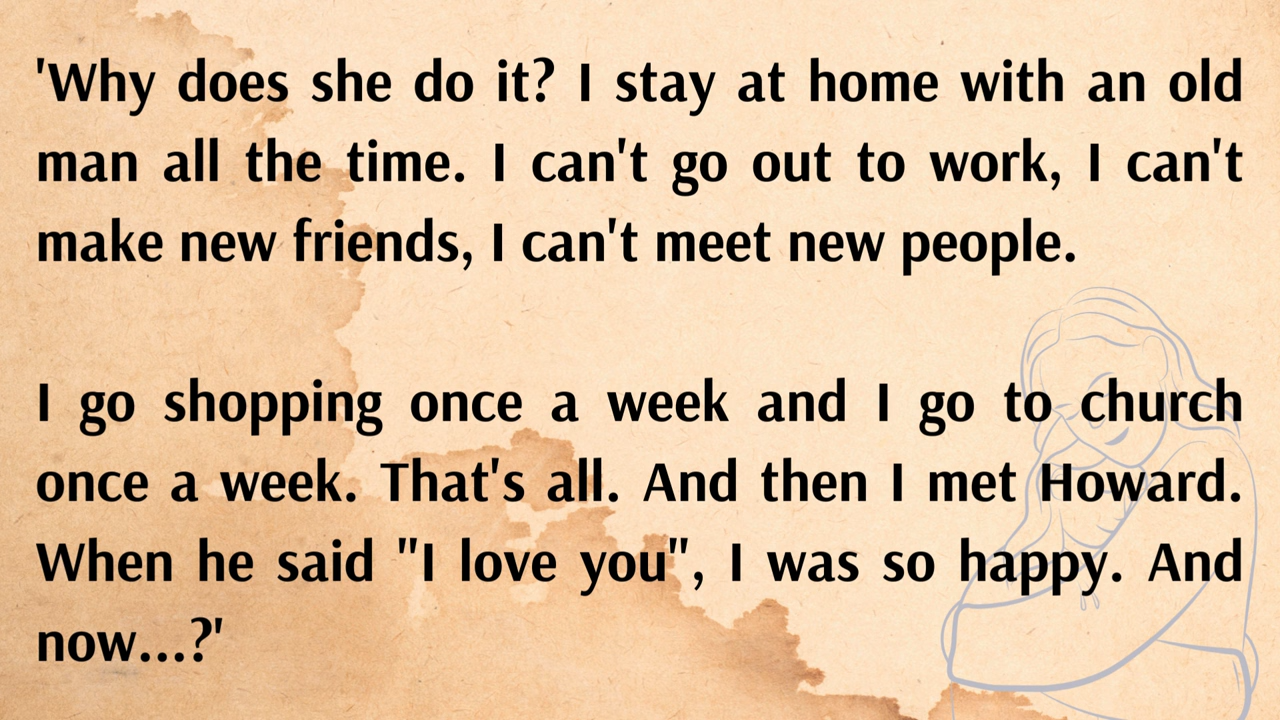 'Why does she do it? I stay at home with an old
man all the time. I can't go out to work, I can't
make new friends, I can't meet new people.
I go shopping once a week and I go to church
once a week. That's all. And then I met Howard.
When he said "I love you", I was so happy. And
now...?'